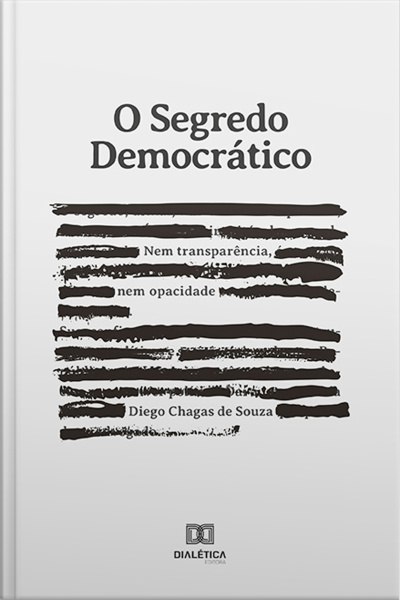 O Segredo
Democrático
Nem transparência,
nem opacidade
Diego Chagas de Souza
DIALÉTICA
EDITORA